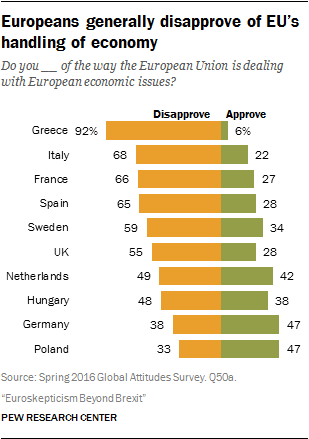 Europeans generally disapprove of EU's
handling of economy
Do you __ of the way the European Union is dealing
with European economic issues?
Disapprove Approve
Greece 92% 6%
Italy 68 22
France 66 27
Spain 65 28
Sweden 59 34
UK 55 28
Netherlands 49 42
Hungary 48 38
Germany 38 47
Poland 33 47
Source: Spring 2016 Global Attitudes Survey. Q50a.
"Euroskepticism Beyond Brexit"
PEW RESEARCH CENTER